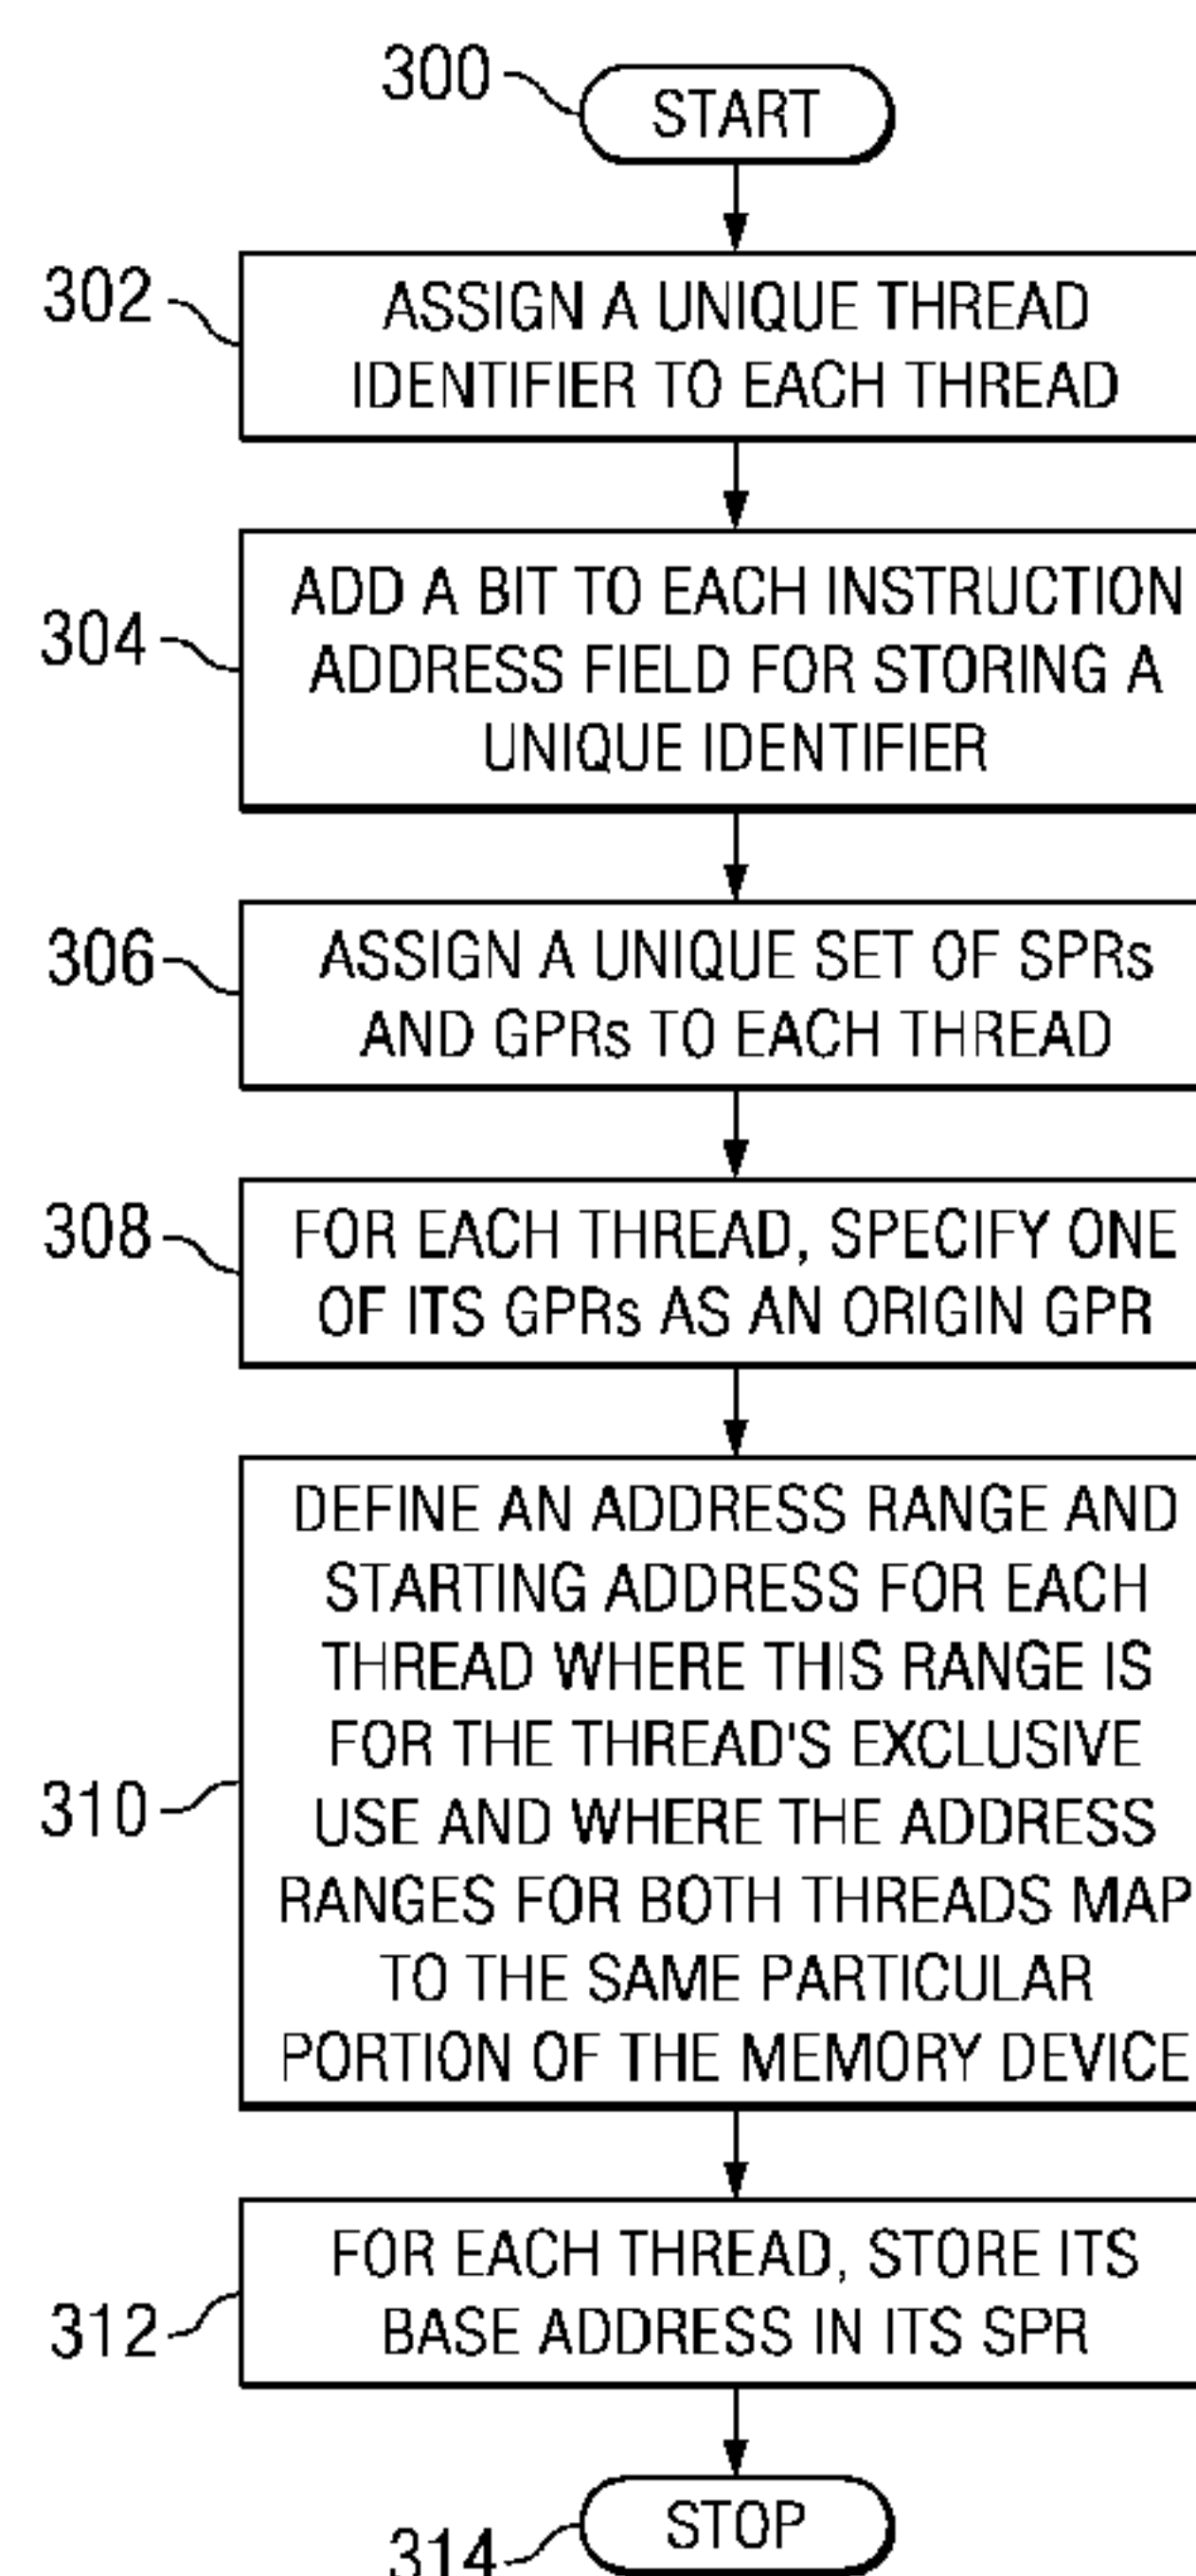 300
START
302
ASSIGN A UNIQUE THREAD
IDENTIFIER TO EACH THREAD
304
ADD A BIT TO EACH INSTRUCTION
ADDRESS FIELD FOR STORING A
UNIQUE IDENTIFIER
306
ASSIGN A UNIQUE SET OF SPRs
AND GPRs TO EACH THREAD
308
FOR EACH THREAD, SPECIFY ONE
OF ITS GPRs AS AN ORIGIN GPR
310
DEFINE AN ADDRESS RANGE AND
STARTING ADDRESS FOR EACH
THREAD WHERE THIS RANGE IS
FOR THE THREAD'S EXCLUSIVE
USE AND WHERE THE ADDRESS
RANGES FOR BOTH THREADS MAP
TO THE SAME PARTICULAR
PORTION OF THE MEMORY DEVICE
312
FOR EACH THREAD, STORE ITS
BASE ADDRESS IN ITS SPR
314
STOP